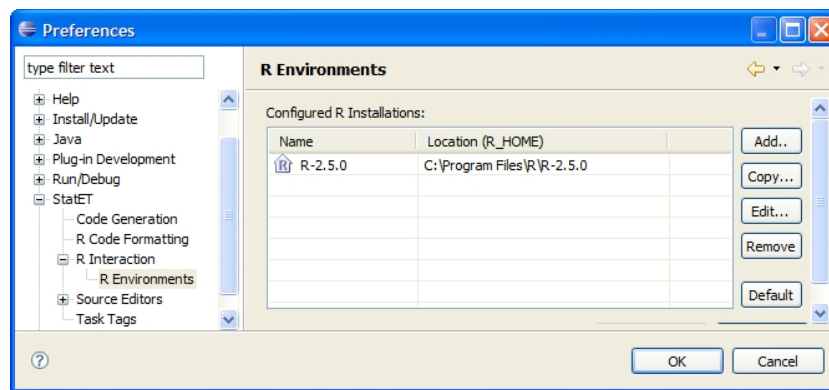 Preferences
type filter text
Help
Install/Update
Java
Plug-in Development
Run/Debug
StatET
Code Generation
R Code Formatting
R Interaction
R Environments
Source Editors
Task Tags
R Environments
Configured R Installations:
Name Location (R_HOME)
R R-2.5.0 C:\Program Files\R\R-2.5.0
Add..
Copy...
Edit...
Remove
Default
? OK Cancel